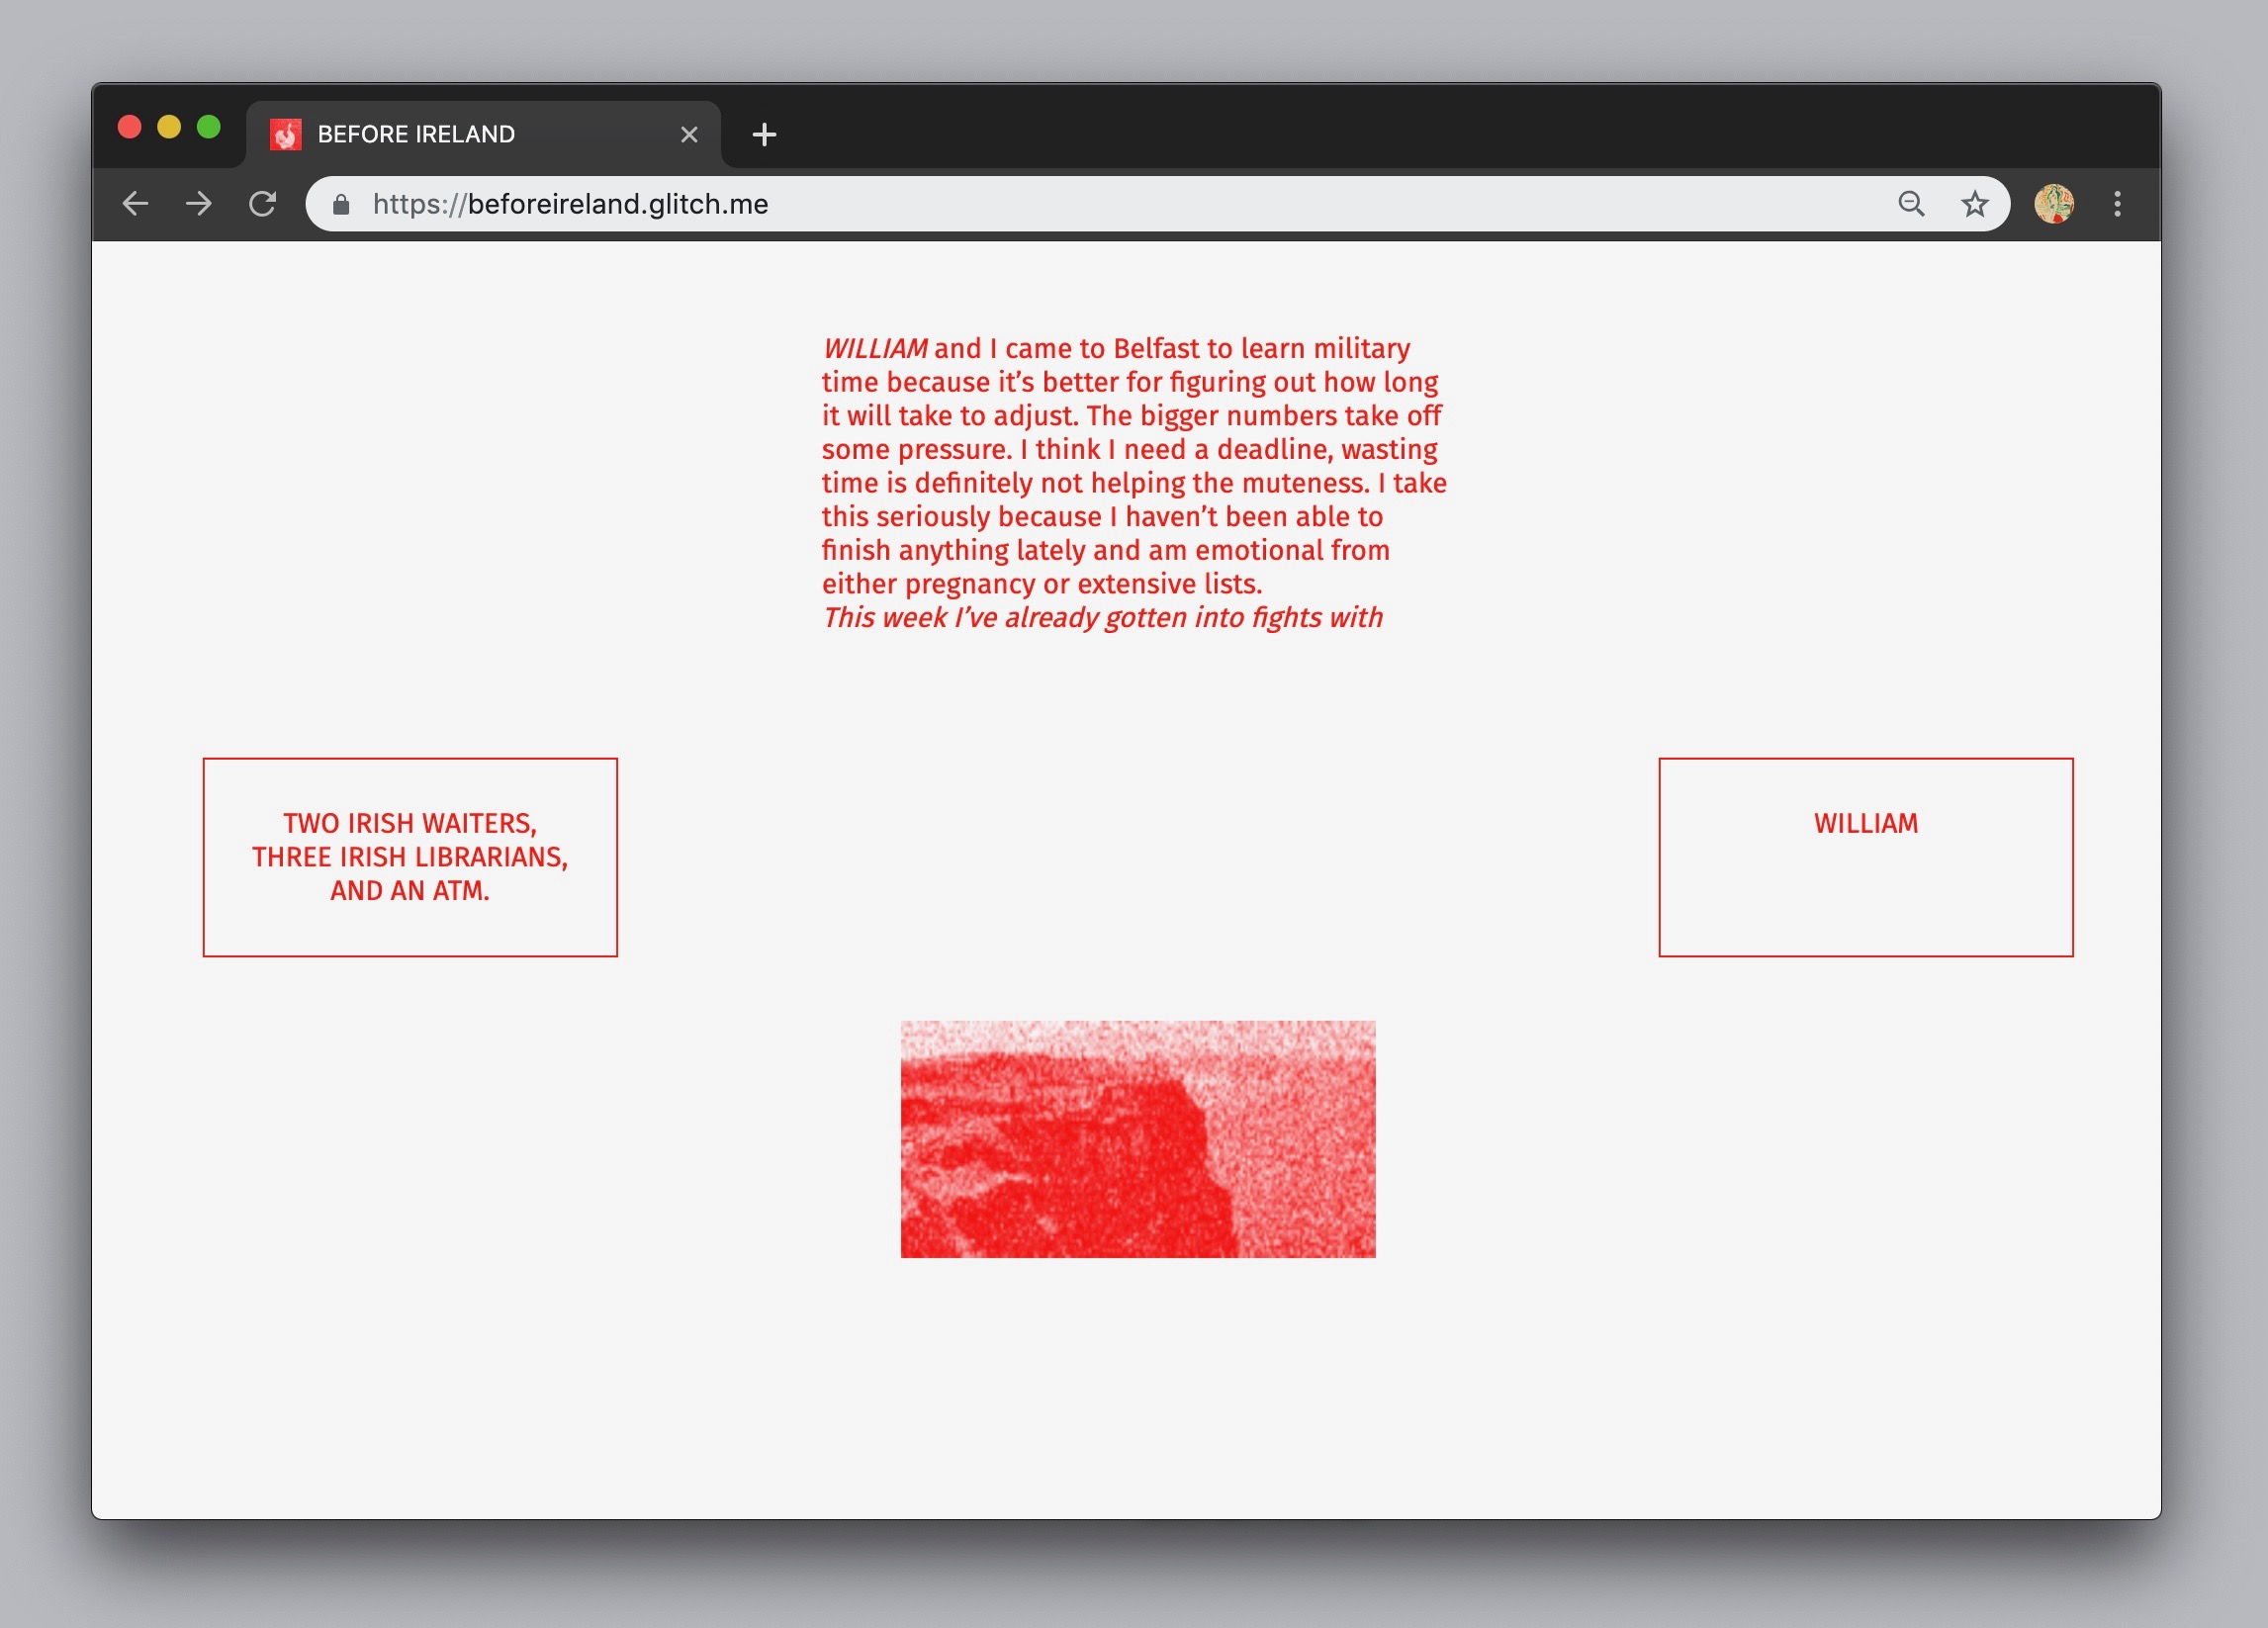 BEFORE IRELAND
https://beforeireland.glitch.me
WILLIAM and I came to Belfast to learn military
time because it’s better for figuring out how long
it will take to adjust. The bigger numbers take off
some pressure. I think I need a deadline, wasting
time is definitely not helping the muteness. I take
this seriously because I haven’t been able to
finish anything lately and am emotional from
either pregnancy or extensive lists.
This week I’ve already gotten into fights with
TWO IRISH WAITERS,
THREE IRISH LIBRARIANS,
AND AN ATM.
WILLIAM